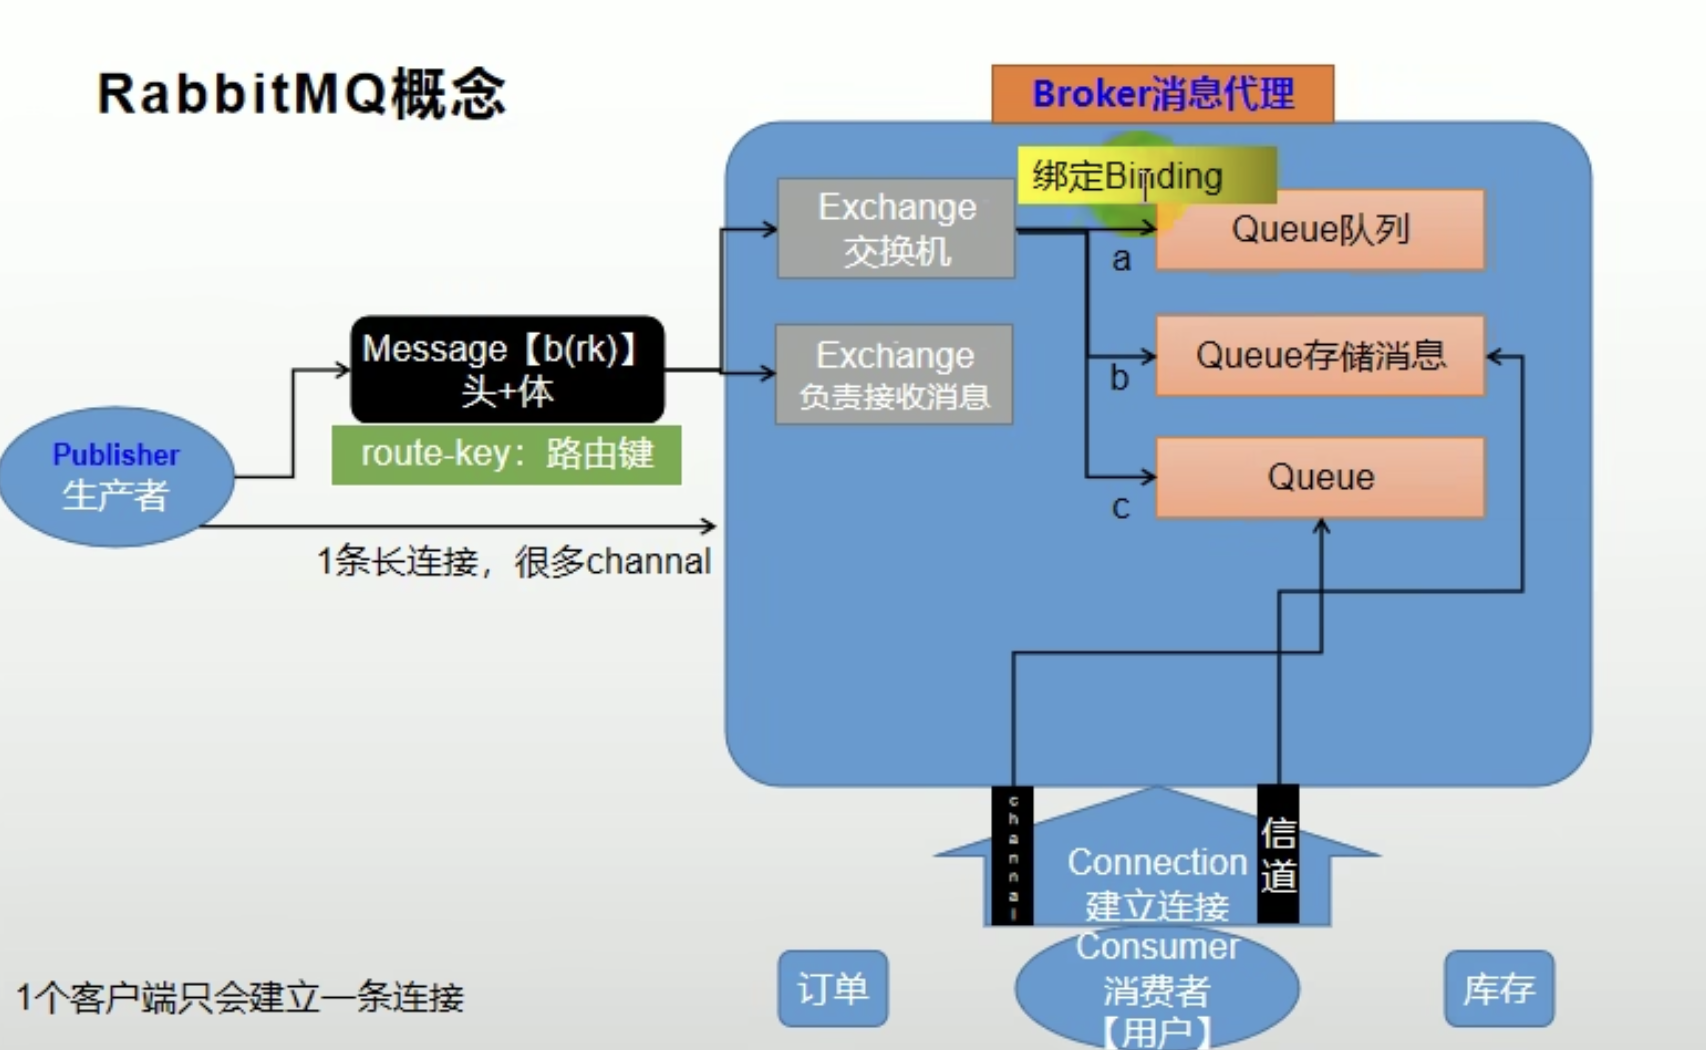 RabbitMQ概念
Broker消息代理
绑定Binding
Exchange
交换机
Queue队列
a
Message【b(rk)】
头+体
Exchange
负责接收消息
Queue存储消息
b
route-key：路由键
Publisher
生产者
Queue
c
1条长连接，很多channal
channal
信道
Connection
建立连接
Consumer
消费者
【用户】
订单
库存
1个客户端只会建立一条连接